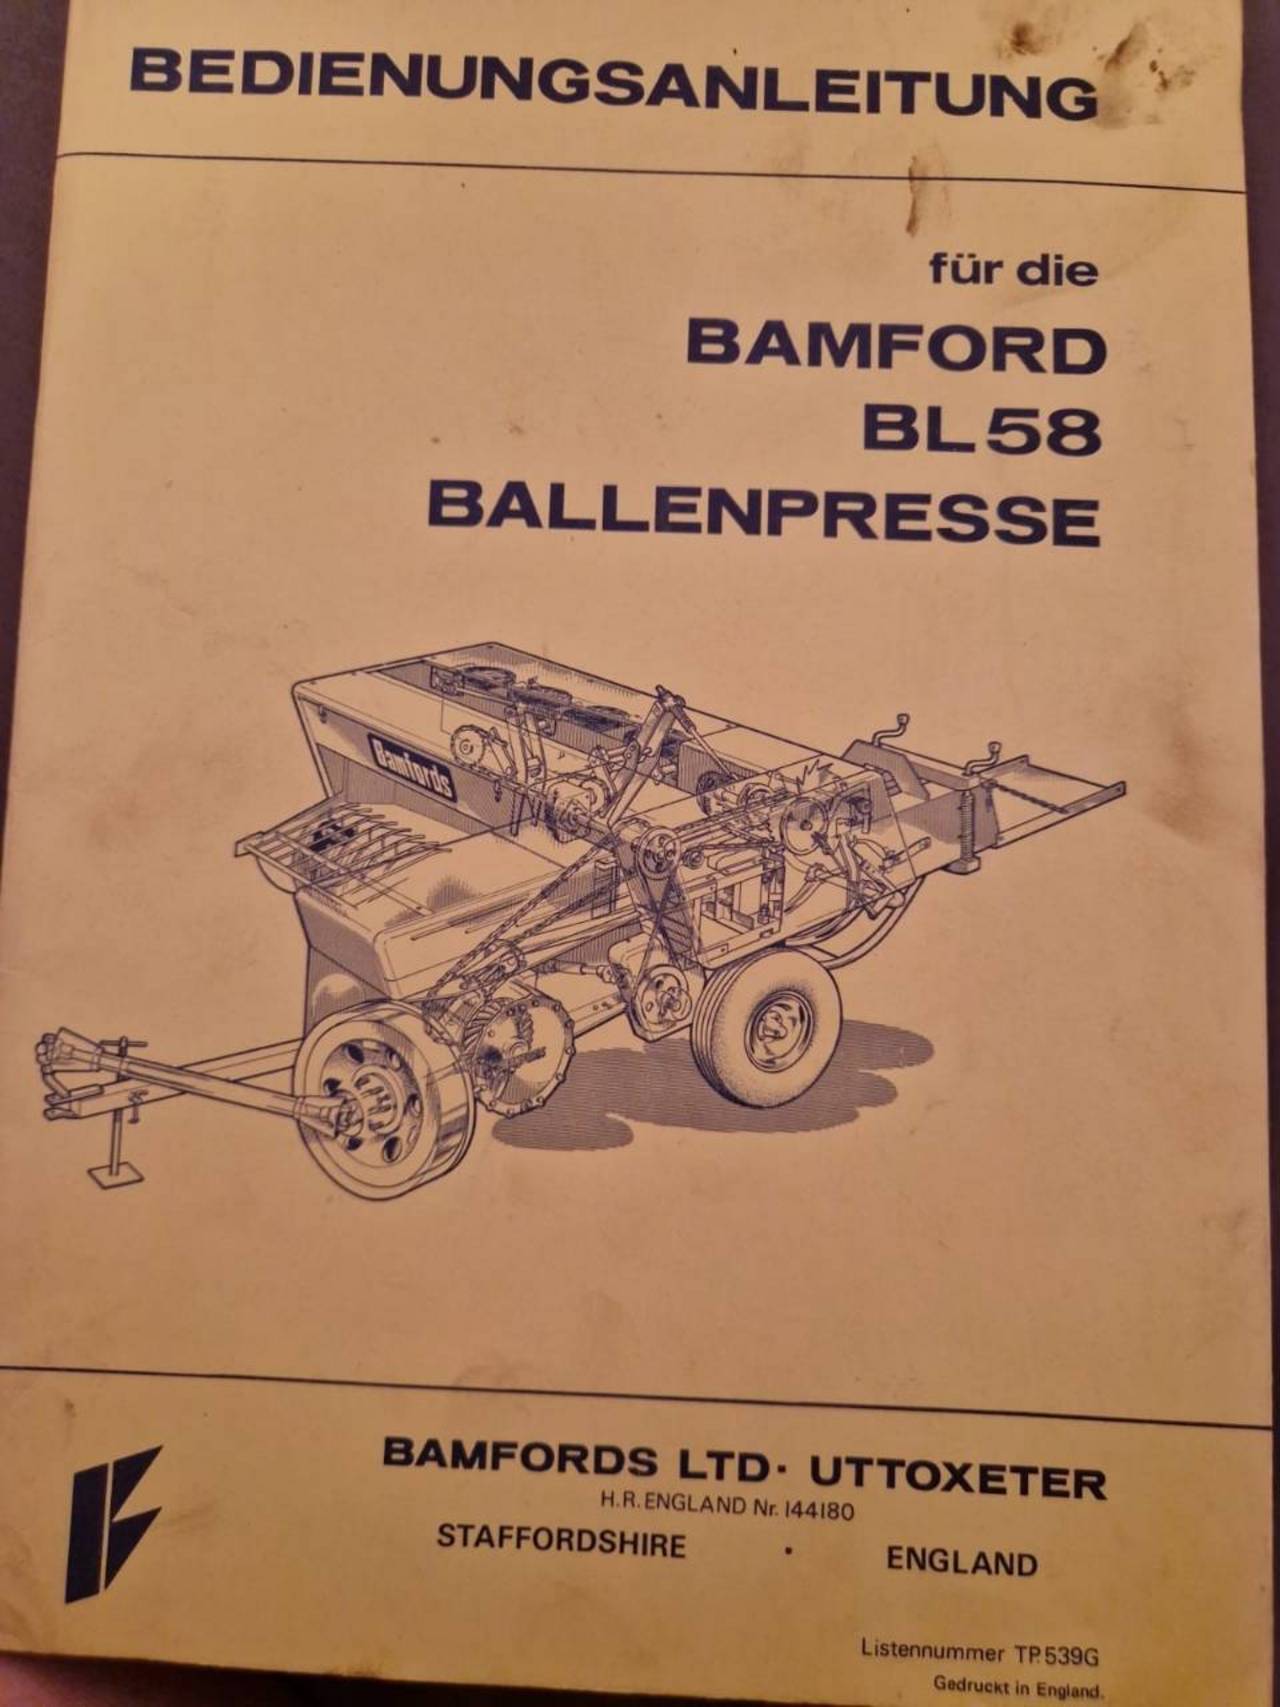 BEDIENUNGSANLEITUNG
für die
BAMFORD
BL58
BALLENPRESSE
Bamfords
BAMFORDS LTD · UTTOXETER
H.R. ENGLAND Nr. 144180
STAFFORDSHIRE · ENGLAND
Listennummer TP.539G
Gedruckt in England.